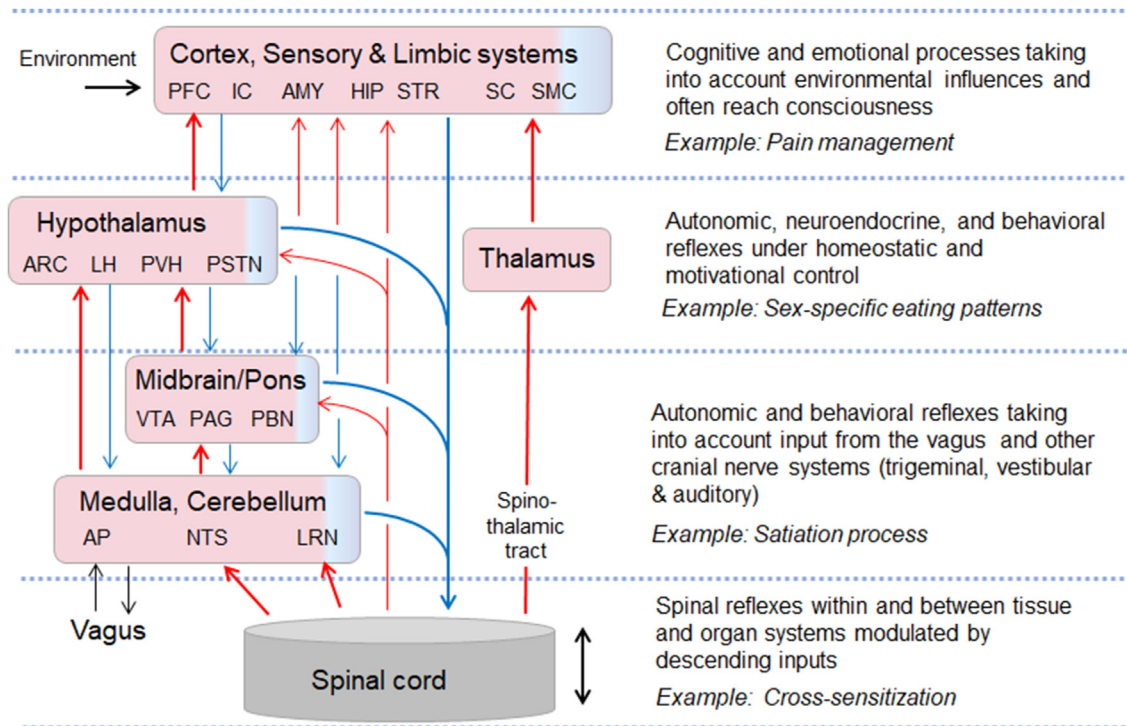 Environment
Cortex, Sensory & Limbic systems
PFC IC AMY HIP STR SC SMC
Cognitive and emotional processes taking
into account environmental influences and
often reach consciousness
Example: Pain management
Hypothalamus
ARC LH PVH PSTN
Thalamus
Autonomic, neuroendocrine, and behavioral
reflexes under homeostatic and
motivational control
Example: Sex-specific eating patterns
Midbrain/Pons
VTA PAG PBN
Medulla, Cerebellum
AP NTS LRN
Spino-
thalamic
tract
Autonomic and behavioral reflexes taking
into account input from the vagus and other
cranial nerve systems (trigeminal, vestibular
& auditory)
Example: Satiation process
Vagus
Spinal cord
Spinal reflexes within and between tissue
and organ systems modulated by
descending inputs
Example: Cross-sensitization